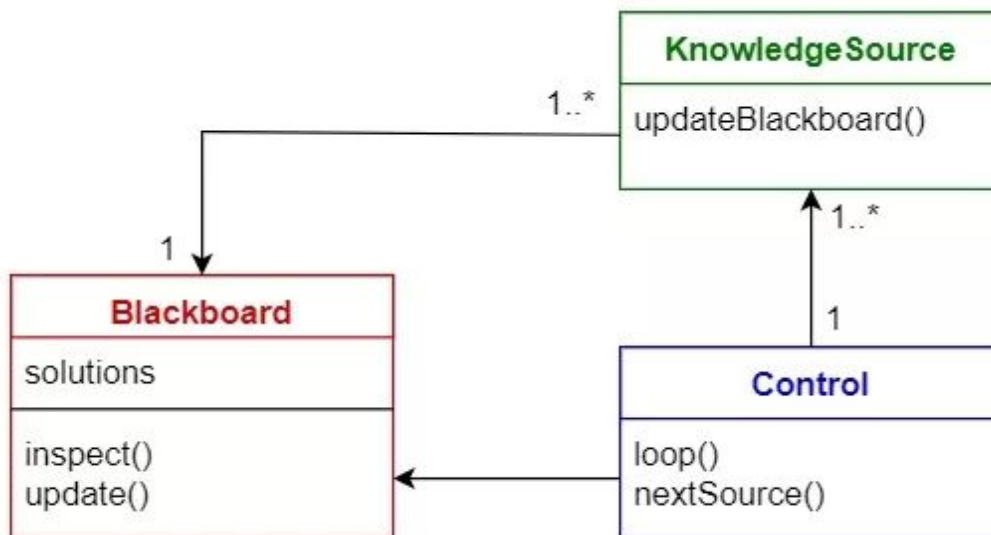 KnowledgeSource
updateBlackboard()
1..*
1..*
1
1
Blackboard
solutions
inspect()
update()
Control
loop()
nextSource()